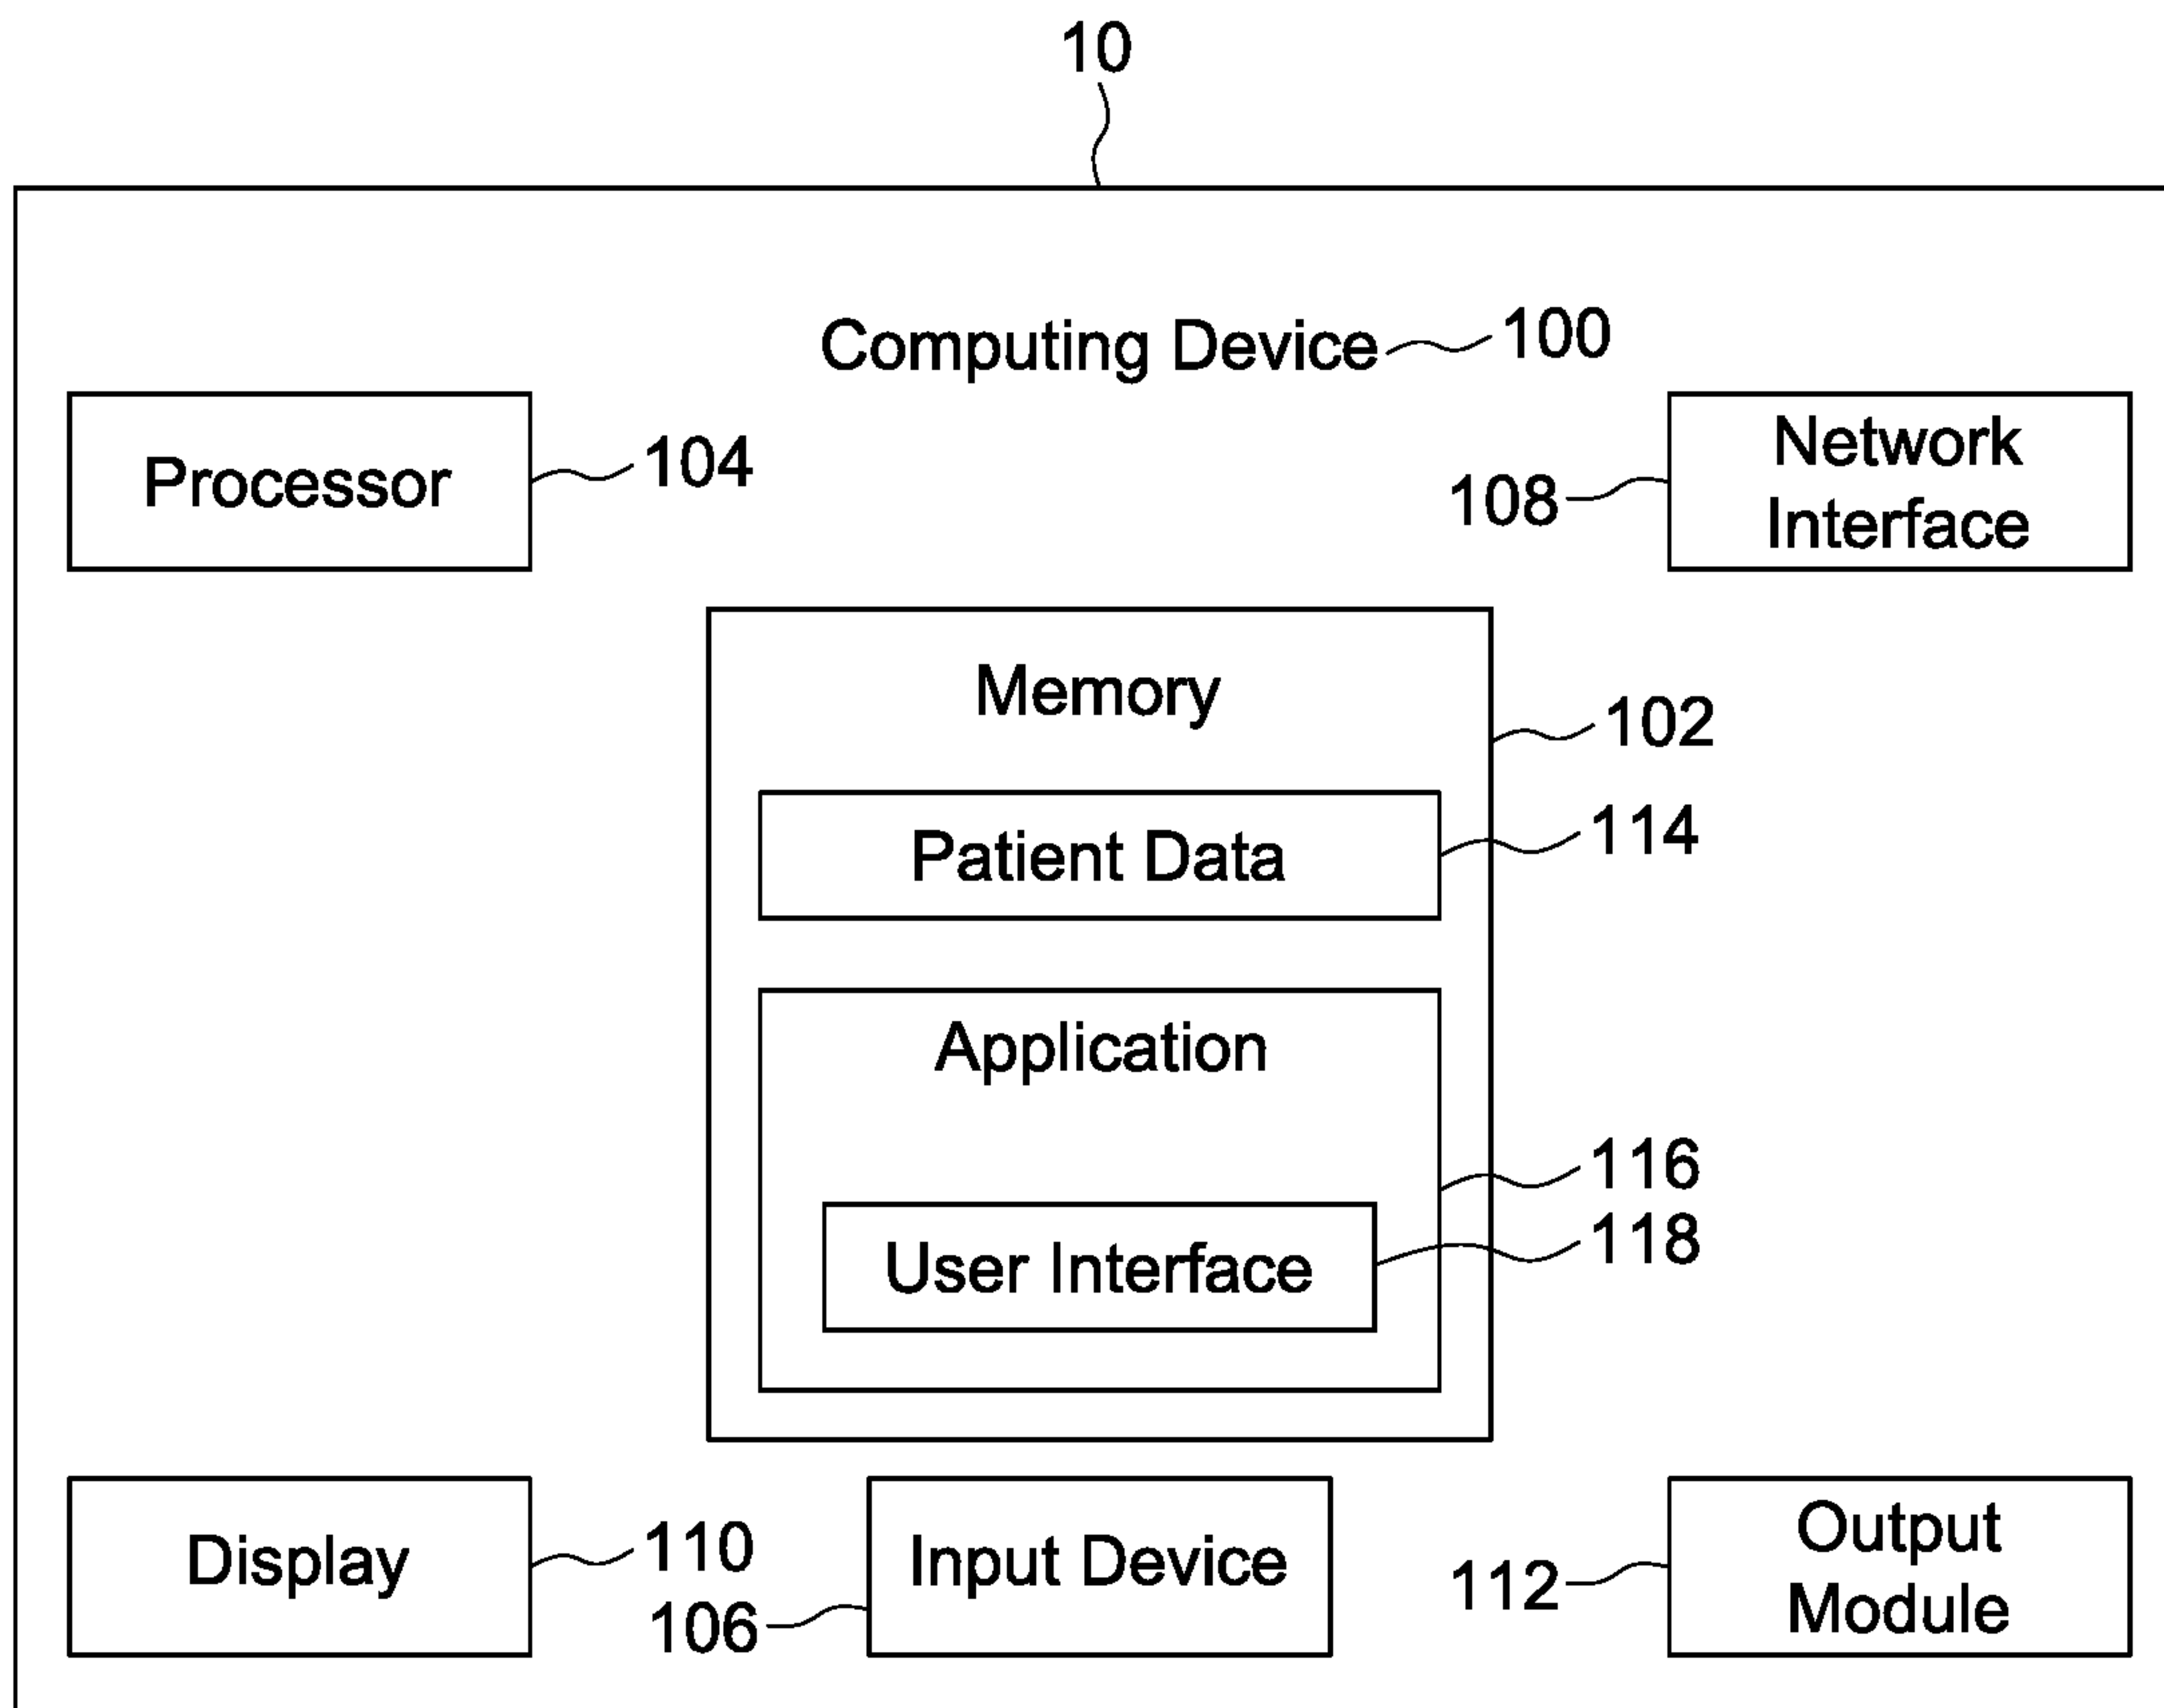 10
Computing Device 100
Processor 104
108 Network
Interface
Memory
102
Patient Data 114
Application
116
User Interface 118
Display 110
106 Input Device
112 Output
Module